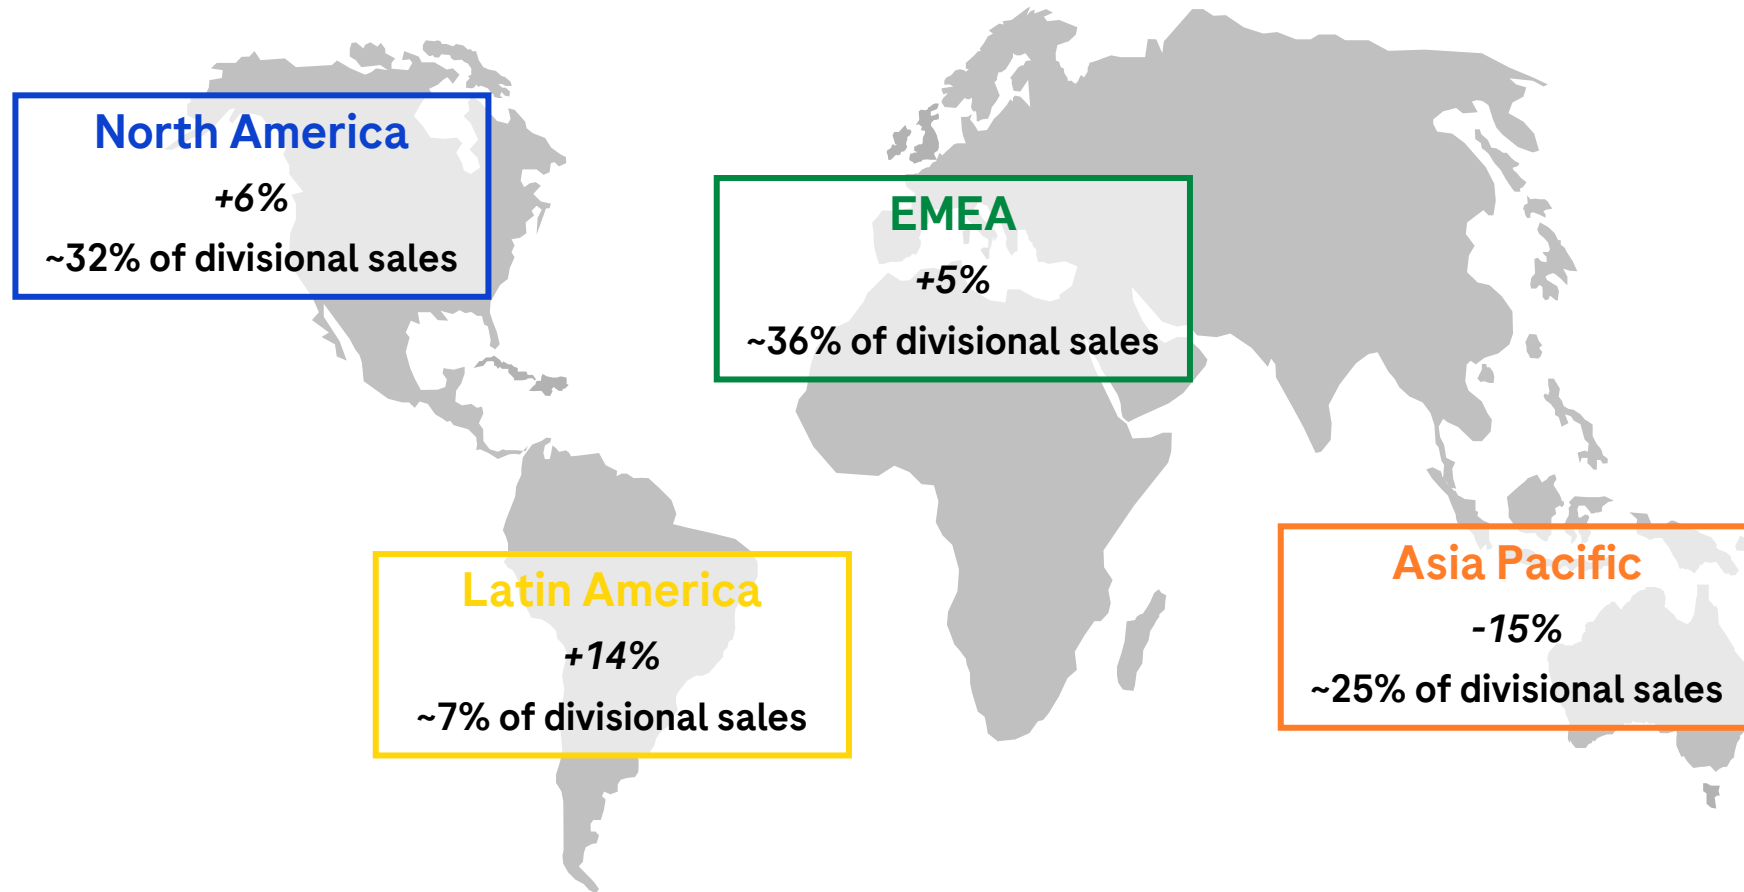 North America
+6%
~32% of divisional sales
EMEA
+5%
~36% of divisional sales
Latin America
+14%
~7% of divisional sales
Asia Pacific
-15%
~25% of divisional sales